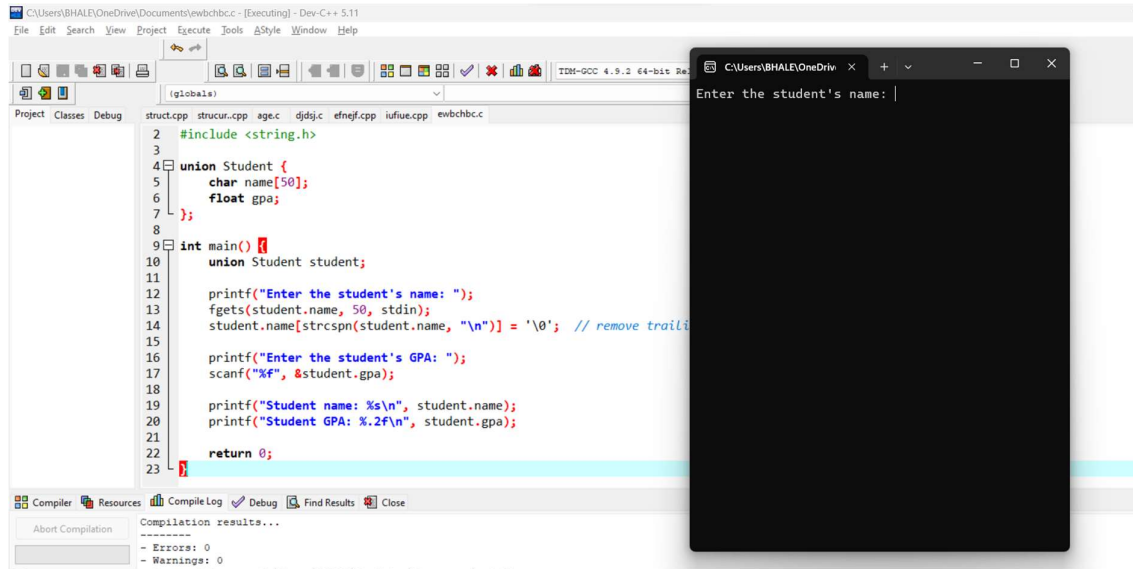 C:\Users\BHALE\OneDrive\Documents\ewbchbc.c - [Executing] - Dev-C++ 5.11
File Edit Search View Project Execute Tools AStyle Window Help
TDM-GCC 4.9.2 64-bit Rel
(globals)
Project Classes Debug
struct.cpp strucur..cpp age.c djdsj.c efnejf.cpp iufiue.cpp ewbchbc.c
2 #include <string.h>
3
4 union Student {
5 char name[50];
6 float gpa;
7 };
8
9 int main() {
10 union Student student;
11
12 printf("Enter the student's name: ");
13 fgets(student.name, 50, stdin);
14 student.name[strcspn(student.name, "\n")] = '\0'; // remove traili
15
16 printf("Enter the student's GPA: ");
17 scanf("%f", &student.gpa);
18
19 printf("Student name: %s\n", student.name);
20 printf("Student GPA: %.2f\n", student.gpa);
21
22 return 0;
23 }
Compiler Resources Compile Log Debug Find Results Close
Abort Compilation
Compilation results...
--------
- Errors: 0
- Warnings: 0
C:\Users\BHALE\OneDriv
Enter the student's name: